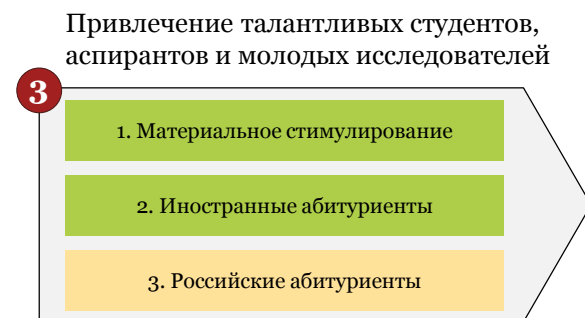 Привлечение талантливых студентов,
аспирантов и молодых исследователей
3
1. Материальное стимулирование
2. Иностранные абитуриенты
3. Российские абитуриенты